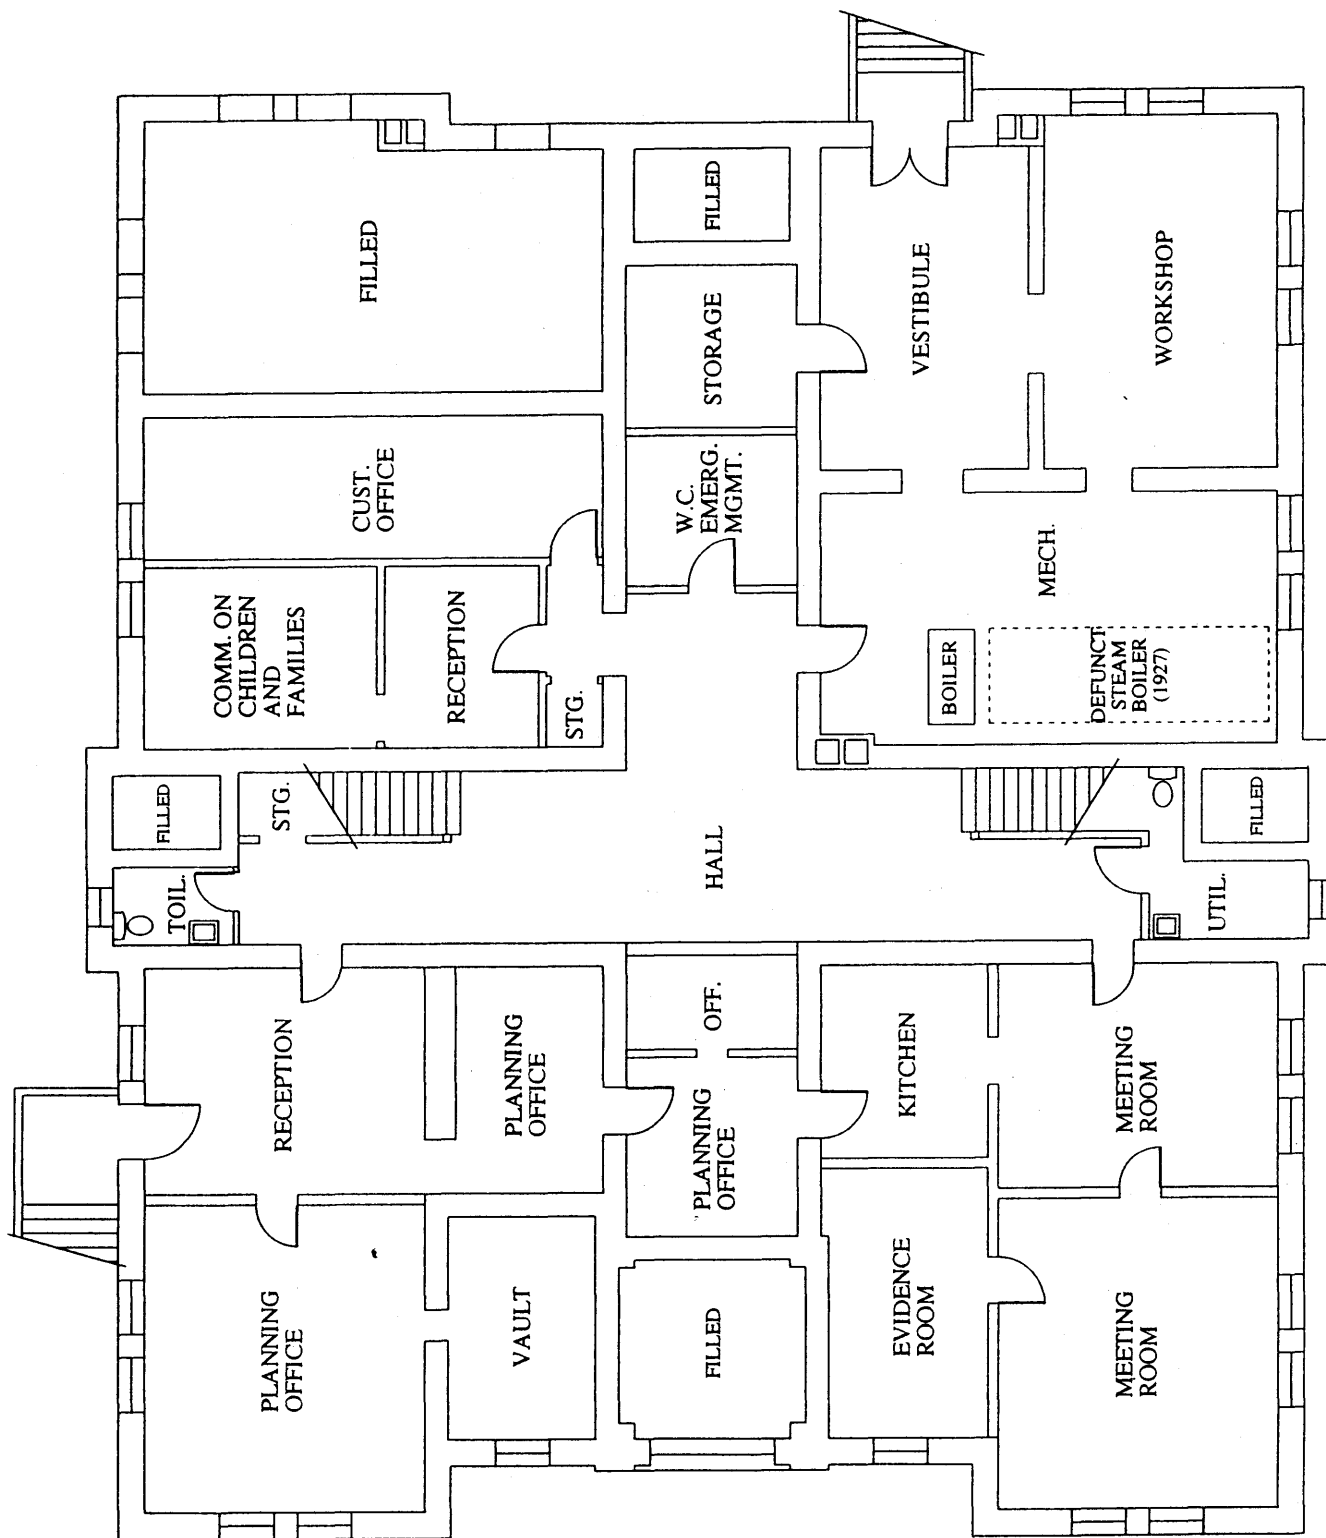 FILLED
FILLED
STORAGE
VESTIBULE
WORKSHOP
CUST.
OFFICE
W.C.
EMERG.
MGMT.
MECH.
COMM. ON
CHILDREN
AND
FAMILIES
RECEPTION
STG.
BOILER
DEFUNCT
STEAM
BOILER
(1927)
FILLED
STG.
FILLED
TOIL.
HALL
UTIL.
RECEPTION
PLANNING
OFFICE
OFF.
KITCHEN
MEETING
ROOM
PLANNING
OFFICE
PLANNING
OFFICE
VAULT
FILLED
EVIDENCE
ROOM
MEETING
ROOM